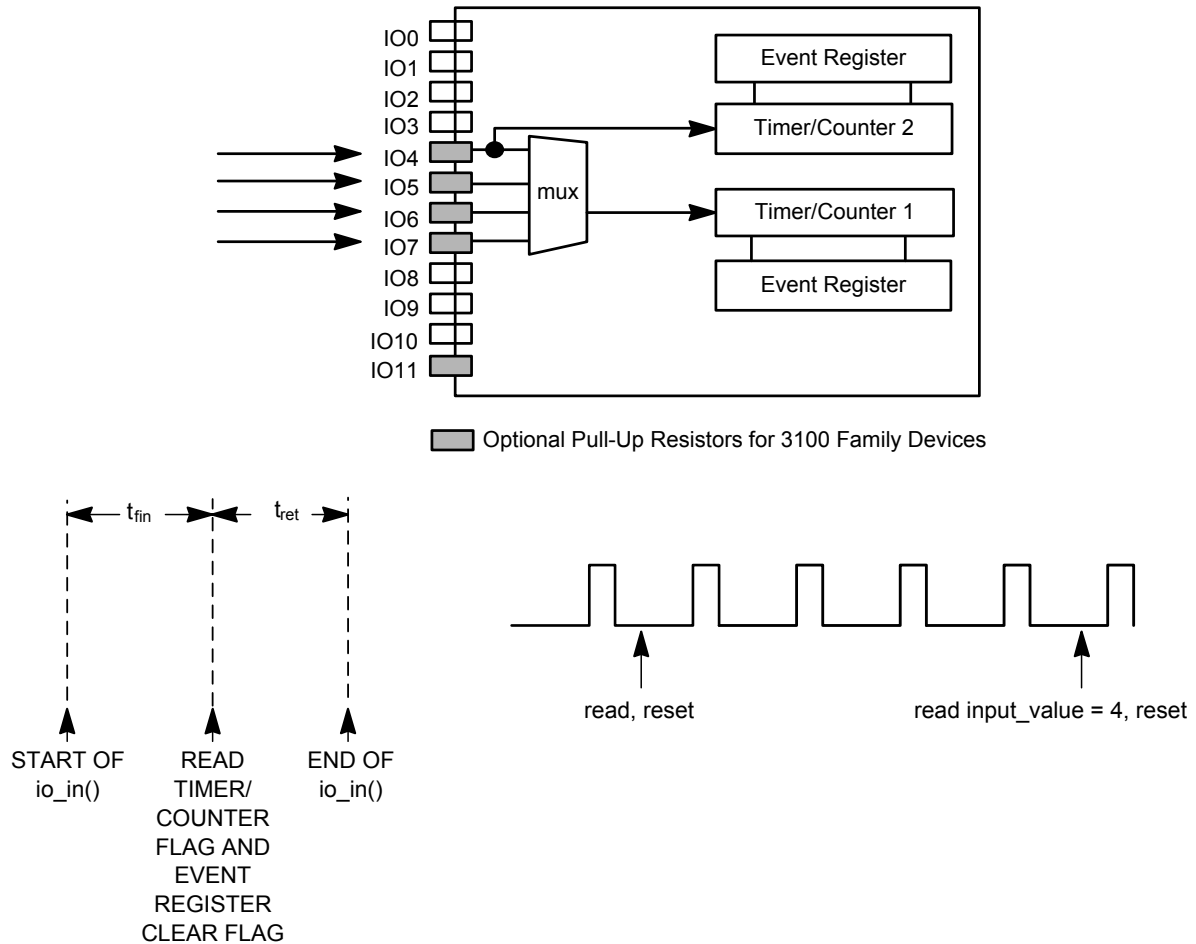 IO0
IO1
IO2
IO3
IO4
IO5
IO6
IO7
IO8
IO9
IO10
IO11
mux
Event Register
Timer/Counter 2
Timer/Counter 1
Event Register
Optional Pull-Up Resistors for 3100 Family Devices
tfin
tret
START OF
io_in()
READ
TIMER/
COUNTER
FLAG AND
EVENT
REGISTER
CLEAR FLAG
END OF
io_in()
read, reset
read input_value = 4, reset